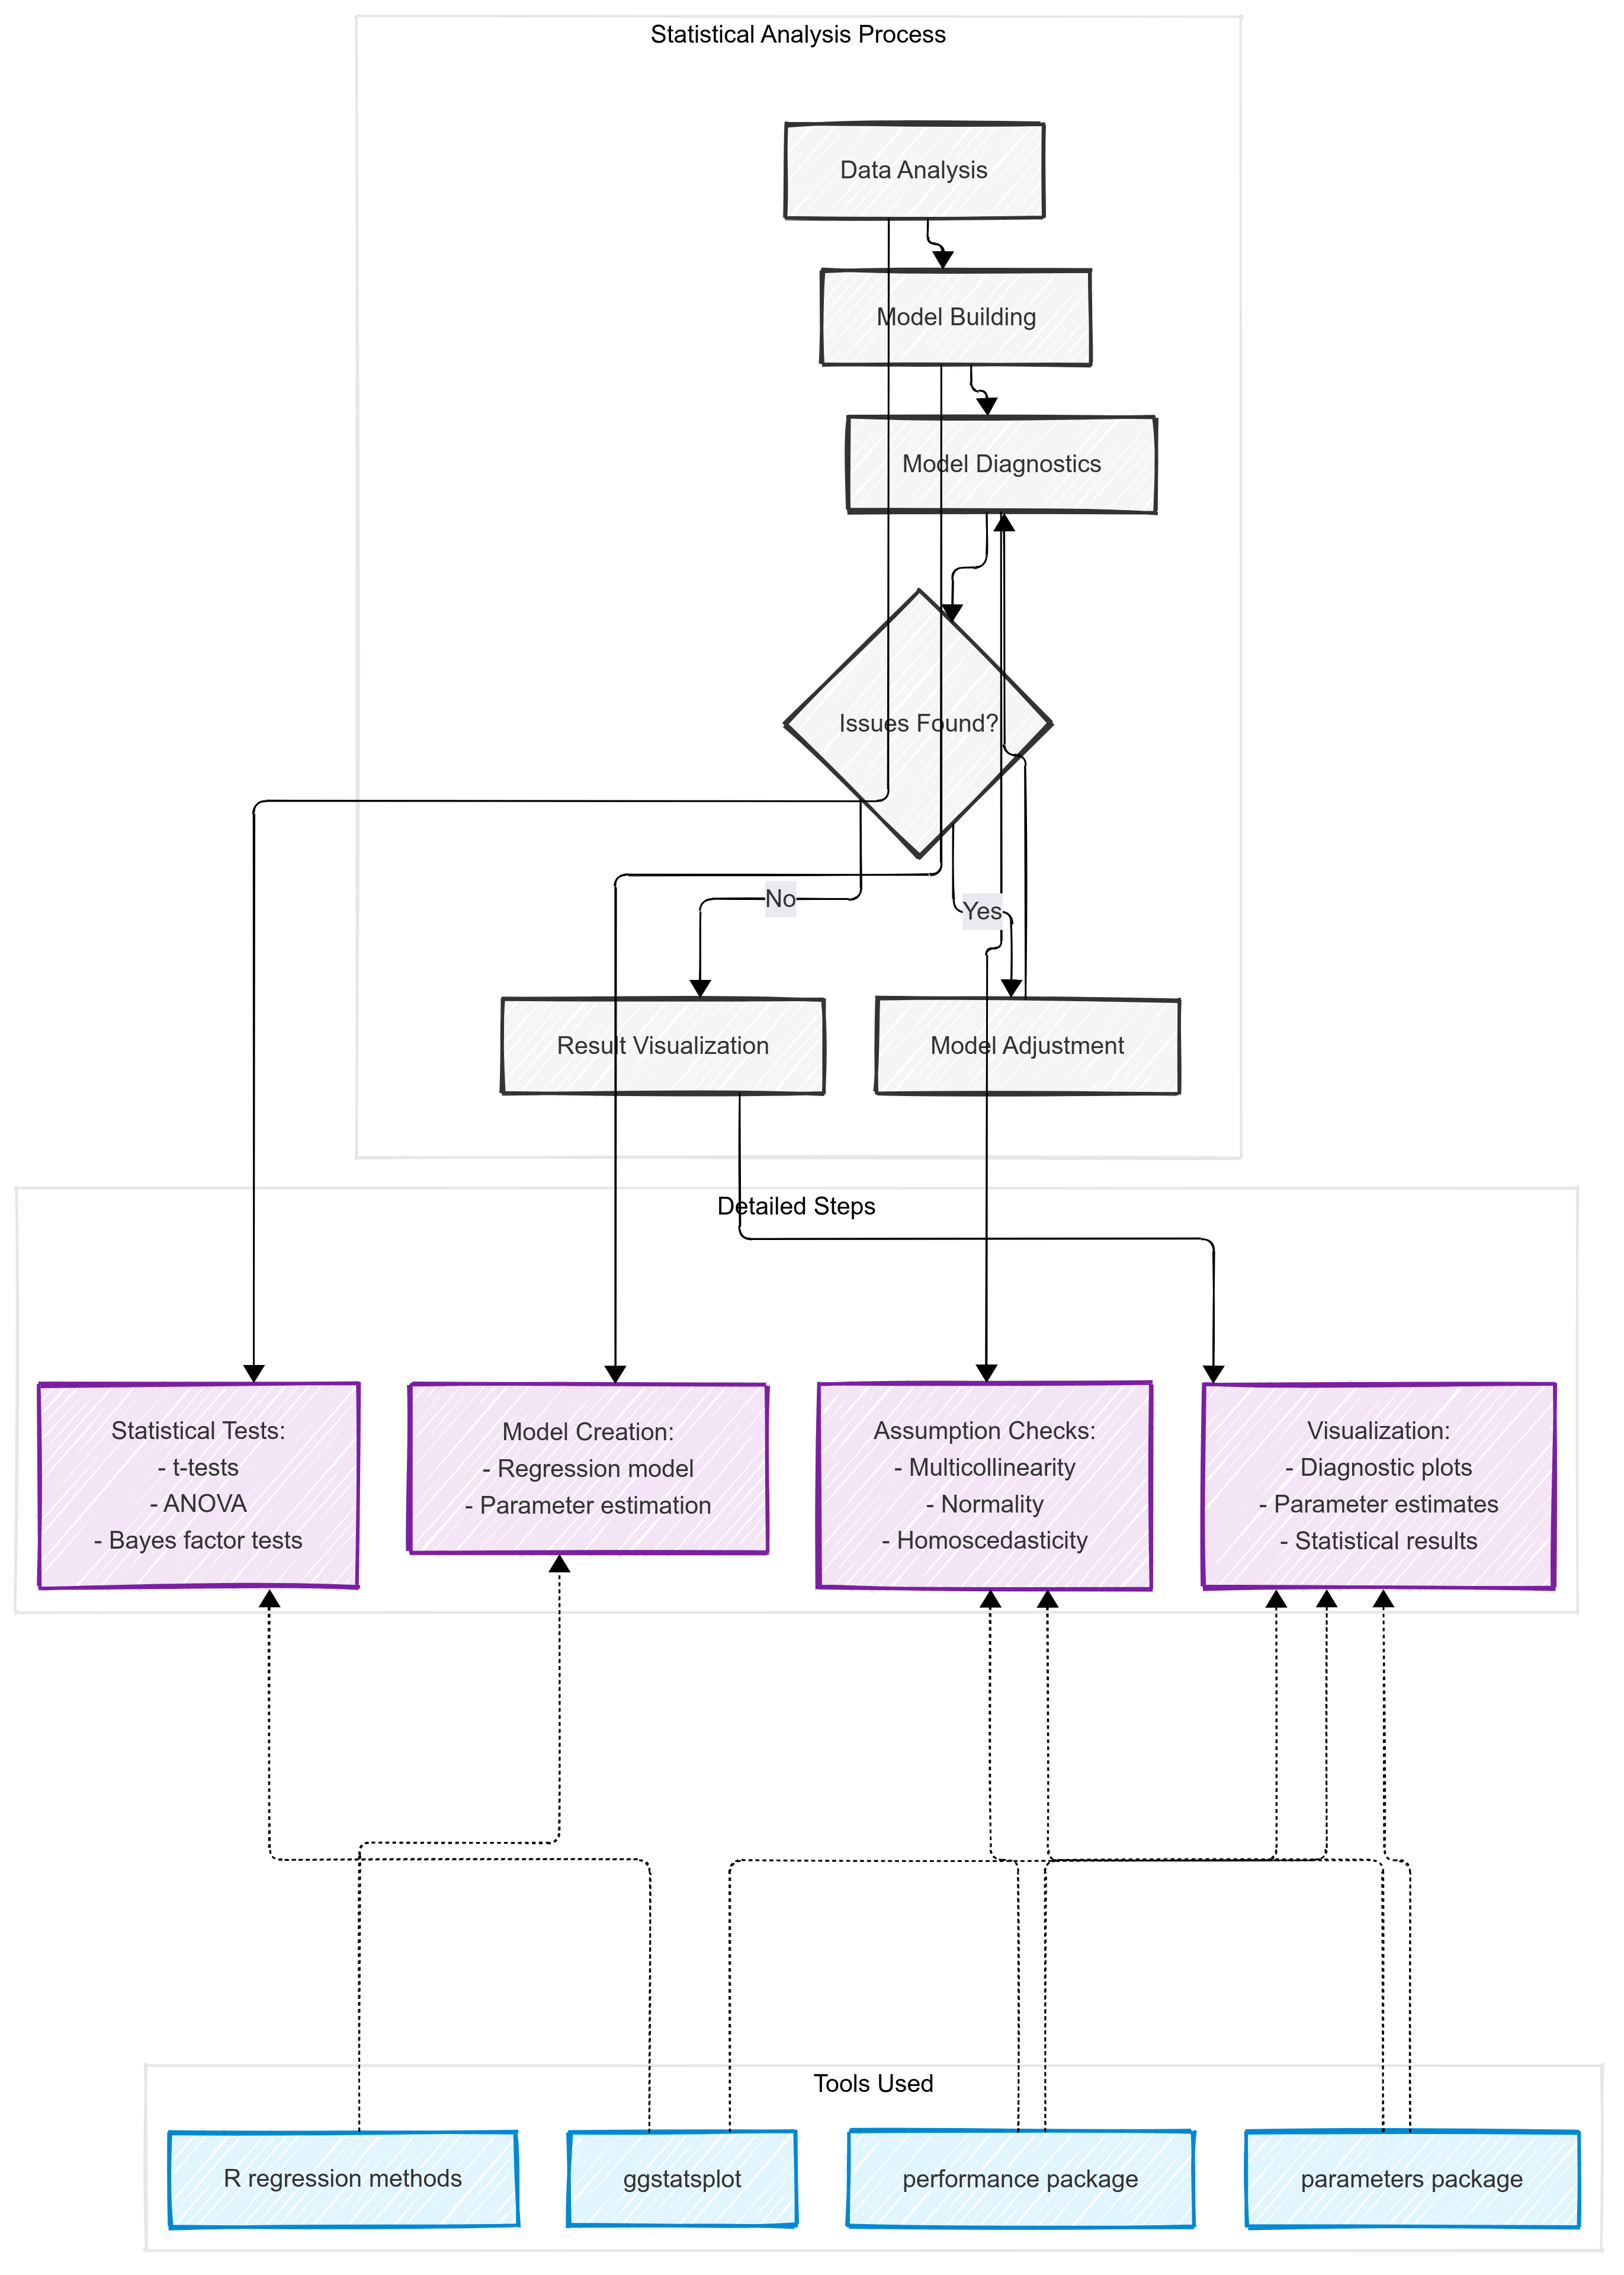 Statistical Analysis Process
Data Analysis
Model Building
Model Diagnostics
Issues Found?
No
Yes
Result Visualization
Model Adjustment
Detailed Steps
Statistical Tests:
- t-tests
- ANOVA
- Bayes factor tests
Model Creation:
- Regression model
- Parameter estimation
Assumption Checks:
- Multicollinearity
- Normality
- Homoscedasticity
Visualization:
- Diagnostic plots
- Parameter estimates
- Statistical results
Tools Used
R regression methods
ggstatsplot
performance package
parameters package